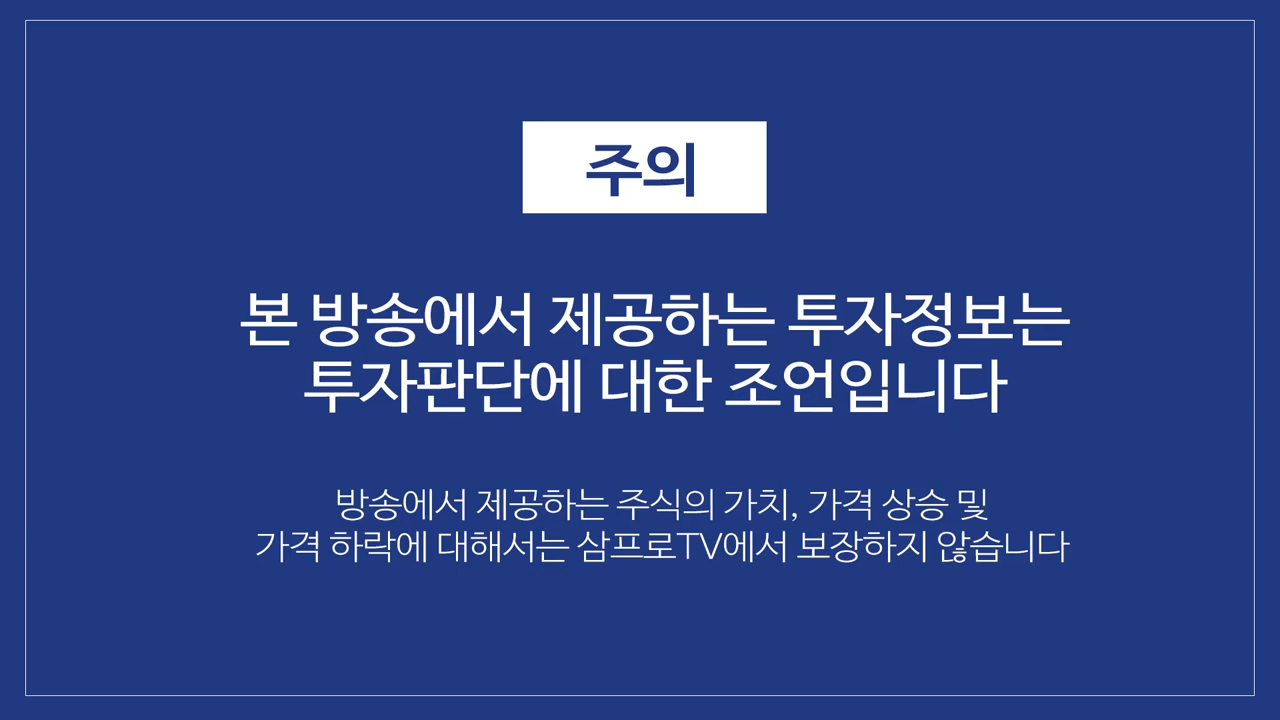 주의
본 방송에서 제공하는 투자정보는
투자판단에 대한 조언입니다
방송에서 제공하는 주식의 가치, 가격 상승 및
가격 하락에 대해서는 삼프로TV에서 보장하지 않습니다